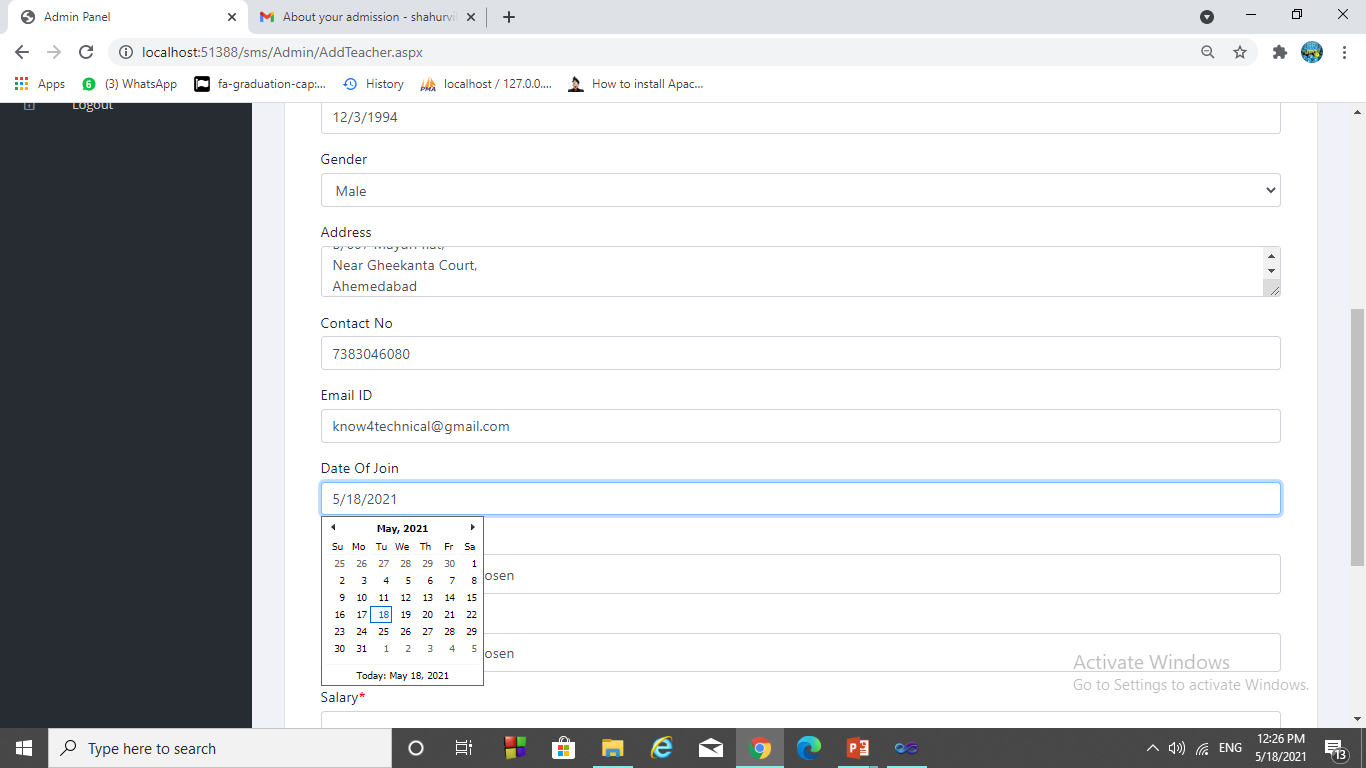 Admin Panel
About your admission - shahurvi
localhost:51388/sms/Admin/AddTeacher.aspx
Apps
6
(3) WhatsApp
fa-graduation-cap:...
History
PMA
localhost / 127.0.0....
How to install Apac...
Logout
12/3/1994
Gender
Male
Address
Near Gheekanta Court,
Ahemedabad
Contact No
7383046080
Email ID
know4technical@gmail.com
Date Of Join
5/18/2021
May, 2021
Su Mo Tu We Th Fr Sa
25 26 27 28 29 30 1
2 3 4 5 6 7 8
9 10 11 12 13 14 15
16 17 18 19 20 21 22
23 24 25 26 27 28 29
30 31 1 2 3 4 5
Today: May 18, 2021
osen
osen
Salary*
Activate Windows
Go to Settings to activate Windows.
Type here to search
ENG
12:26 PM
5/18/2021
13